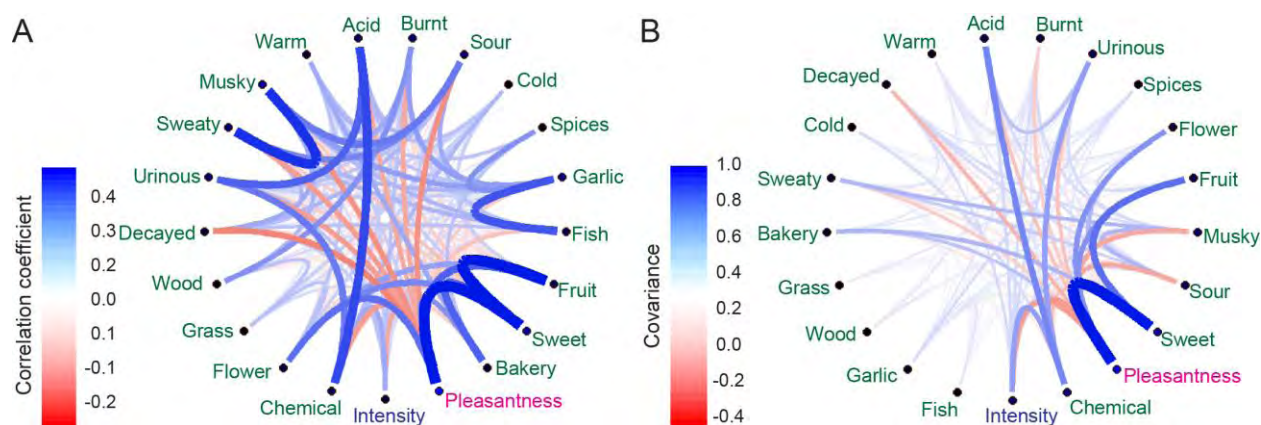 A
Acid
Burnt
Warm
Sour
Musky
Cold
Sweaty
Spices
Urinous
Garlic
Decayed
Fish
Wood
Fruit
Grass
Sweet
Flower
Bakery
Chemical
Intensity
Pleasantness
Correlation coefficient
0.4
0.3
0.2
0.0
0.1
-0.1
-0.2
B
Acid
Burnt
Warm
Urinous
Decayed
Spices
Cold
Flower
Sweaty
Fruit
Bakery
Musky
Grass
Sour
Wood
Sweet
Garlic
Pleasantness
Fish
Intensity
Chemical
Covariance
1.0
0.8
0.6
0.4
0.2
0.0
-0.2
-0.4